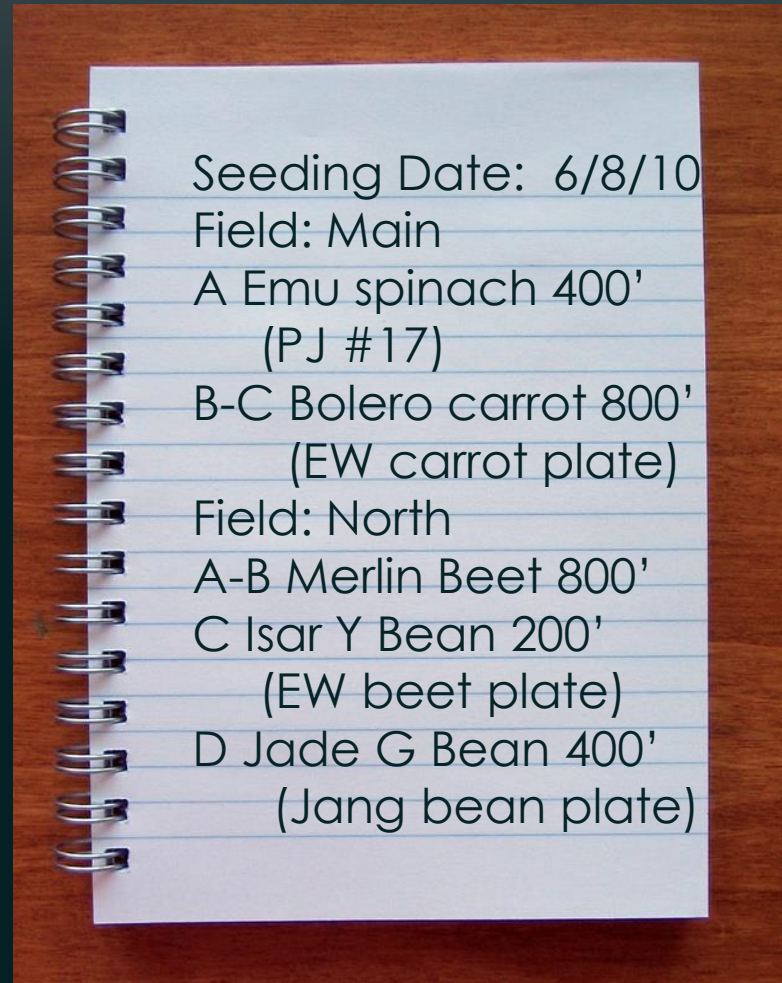 Seeding Date: 6/8/10
Field: Main
A Emu spinach 400’
(PJ #17)
B-C Bolero carrot 800’
(EW carrot plate)
Field: North
A-B Merlin Beet 800’
C Isar Y Bean 200’
(EW beet plate)
D Jade G Bean 400’
(Jang bean plate)